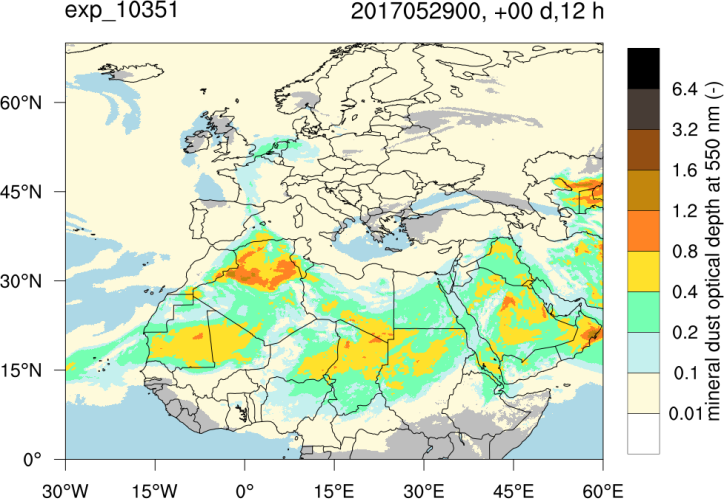 exp_10351 2017052900, +00 d,12 h
60°N
45°N
30°N
15°N
0°
30°W 15°W 0° 15°E 30°E 45°E 60°E
6.4
3.2
1.6
1.2
0.8
0.4
0.2
0.1
0.01
mineral dust optical depth at 550 nm (-)